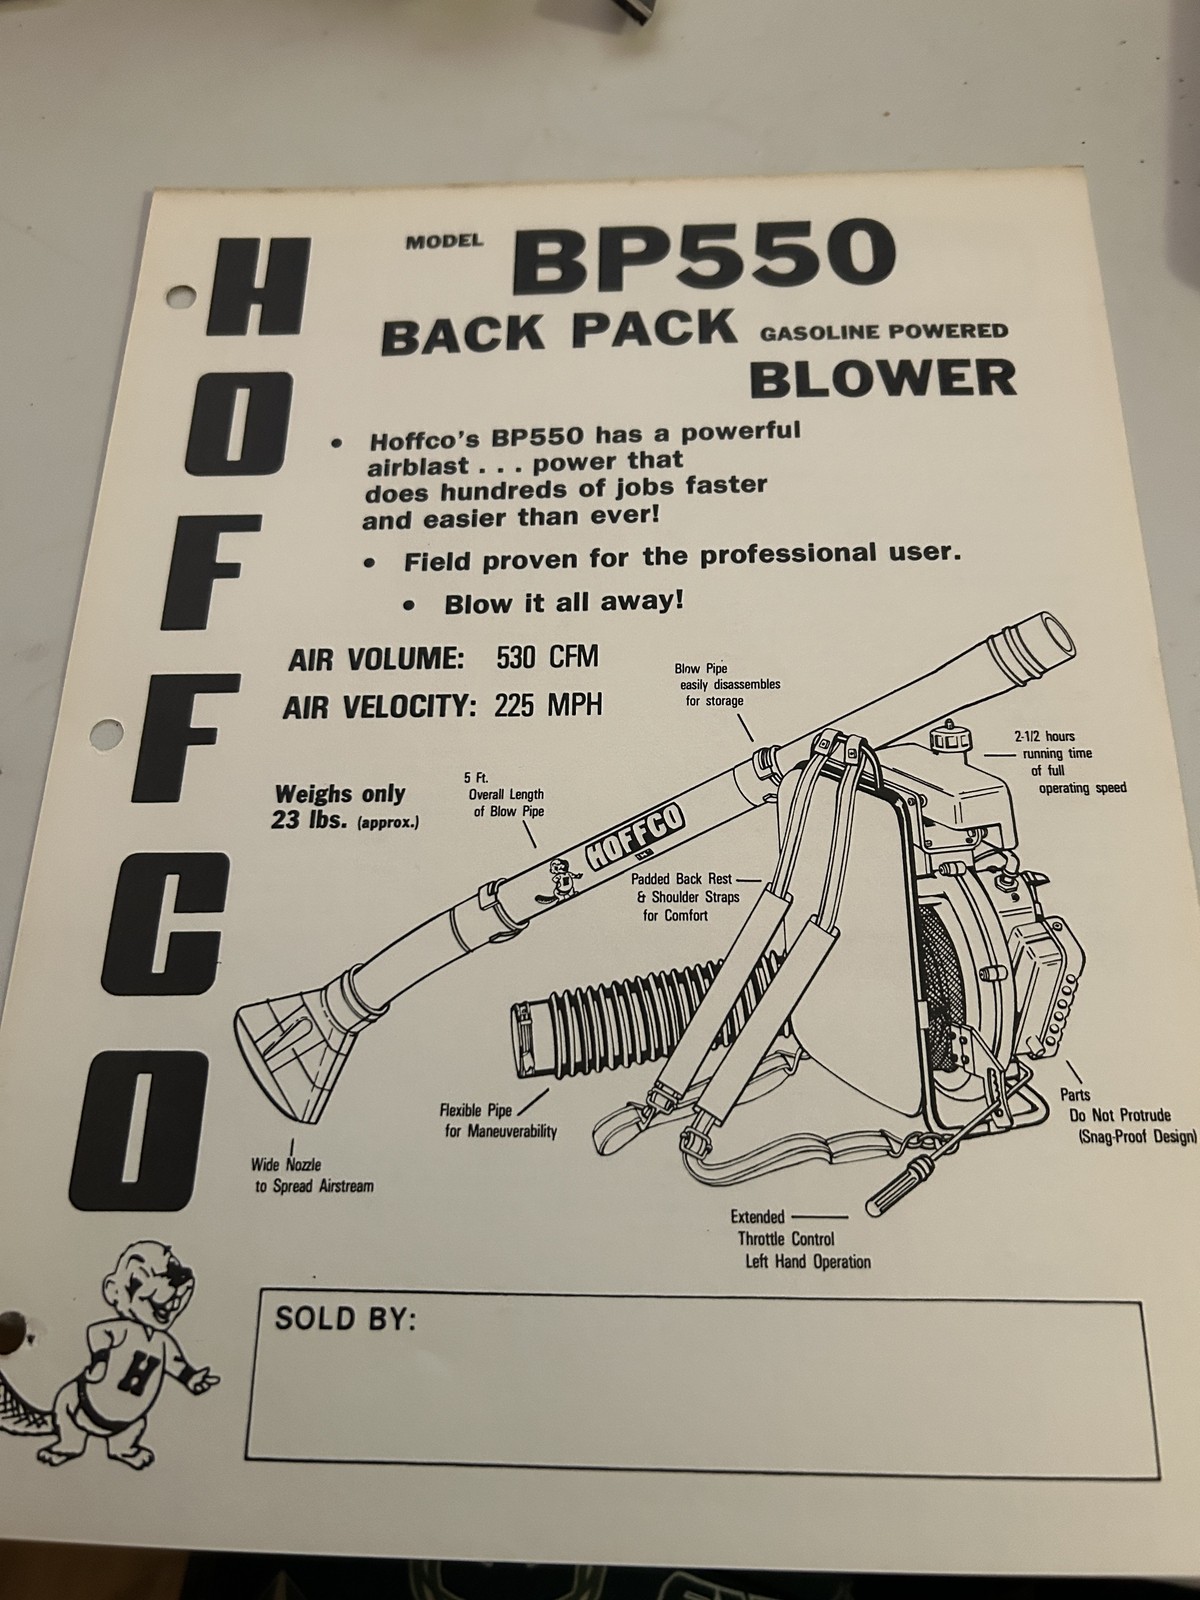 HOFFCO
MODEL BP550
BACK PACK GASOLINE POWERED
BLOWER
• Hoffco's BP550 has a powerful
airblast . . . power that
does hundreds of jobs faster
and easier than ever!
• Field proven for the professional user.
• Blow it all away!
AIR VOLUME: 530 CFM
AIR VELOCITY: 225 MPH
Weighs only
23 lbs. (approx.)
5 Ft.
Overall Length
of Blow Pipe
Blow Pipe
easily disassembles
for storage
2-1/2 hours
running time
of full
operating speed
HOFFCO
H
Padded Back Rest
& Shoulder Straps
for Comfort
Flexible Pipe
for Maneuverability
Wide Nozzle
to Spread Airstream
Parts
Do Not Protrude
(Snag-Proof Design)
Extended
Throttle Control
Left Hand Operation
H
SOLD BY: